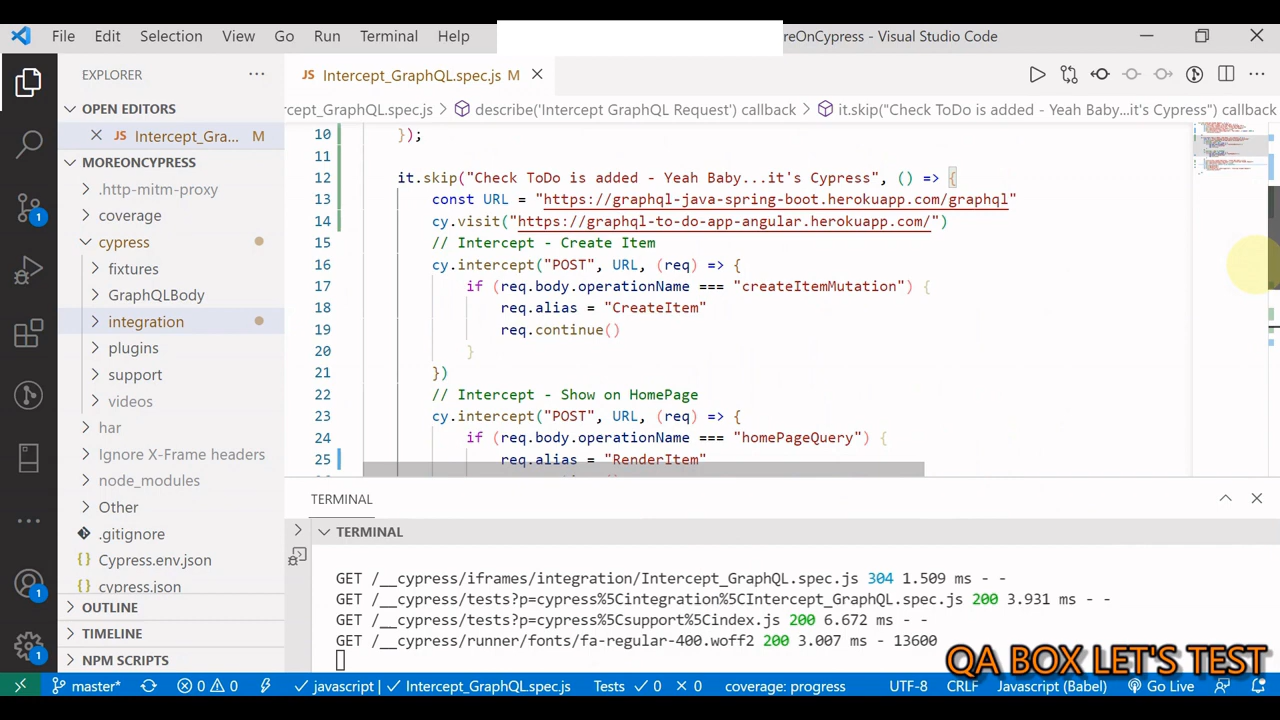 File Edit Selection View Go Run Terminal Help reOnCypress - Visual Studio Code
EXPLORER
OPEN EDITORS
JS Intercept_Gra... M
MOREONCYPRESS
.http-mitm-proxy
coverage
cypress
fixtures
GraphQLBody
integration
plugins
support
videos
har
Ignore X-Frame headers
node_modules
Other
.gitignore
{} Cypress.env.json
{} cypress.json
OUTLINE
TIMELINE
NPM SCRIPTS
1
1
1
JS Intercept_GraphQL.spec.js M
rcept_GraphQL.spec.js > describe('Intercept GraphQL Request') callback > it.skip("Check ToDo is added - Yeah Baby...it's Cypress") callback
10 });
11
12 it.skip("Check ToDo is added - Yeah Baby...it's Cypress", () => {
13 const URL = "https://graphql-java-spring-boot.herokuapp.com/graphql"
14 cy.visit("https://graphql-to-do-app-angular.herokuapp.com/")
15 // Intercept - Create Item
16 cy.intercept("POST", URL, (req) => {
17 if (req.body.operationName === "createItemMutation") {
18 req.alias = "CreateItem"
19 req.continue()
20 }
21 })
22 // Intercept - Show on HomePage
23 cy.intercept("POST", URL, (req) => {
24 if (req.body.operationName === "homePageQuery") {
25 req.alias = "RenderItem"
TERMINAL
TERMINAL
GET /__cypress/iframes/integration/Intercept_GraphQL.spec.js 304 1.509 ms - -
GET /__cypress/tests?p=cypress%5Cintegration%5CIntercept_GraphQL.spec.js 200 3.931 ms - -
GET /__cypress/tests?p=cypress%5Csupport%5Cindex.js 200 6.672 ms - -
GET /__cypress/runner/fonts/fa-regular-400.woff2 200 3.007 ms - 13600
QA BOX LET'S TEST
master* 0 0 javascript | Intercept_GraphQL.spec.js Tests 0 0 coverage: progress UTF-8 CRLF Javascript (Babel) Go Live